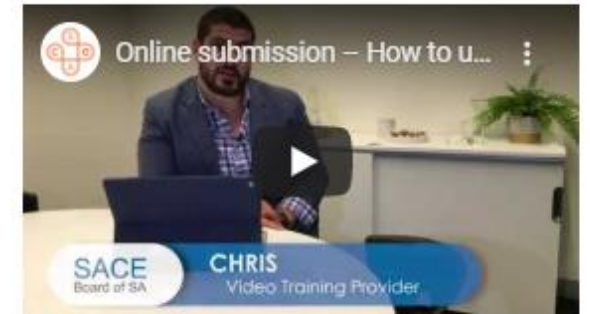 Online submission – How to u...
SACE
Board of SA
CHRIS
Video Training Provider